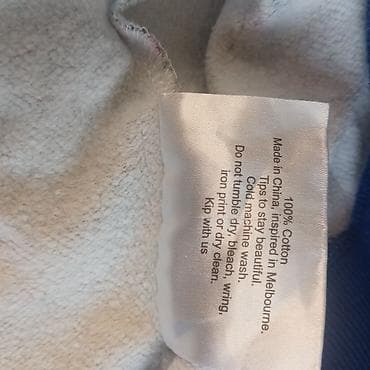 100% Cotton
Made in China, inspired in Melbourne.
Tips to stay beautiful.
Cold machine wash.
Do not tumble dry, bleach, wring,
iron print or dry clean.
Kip with us